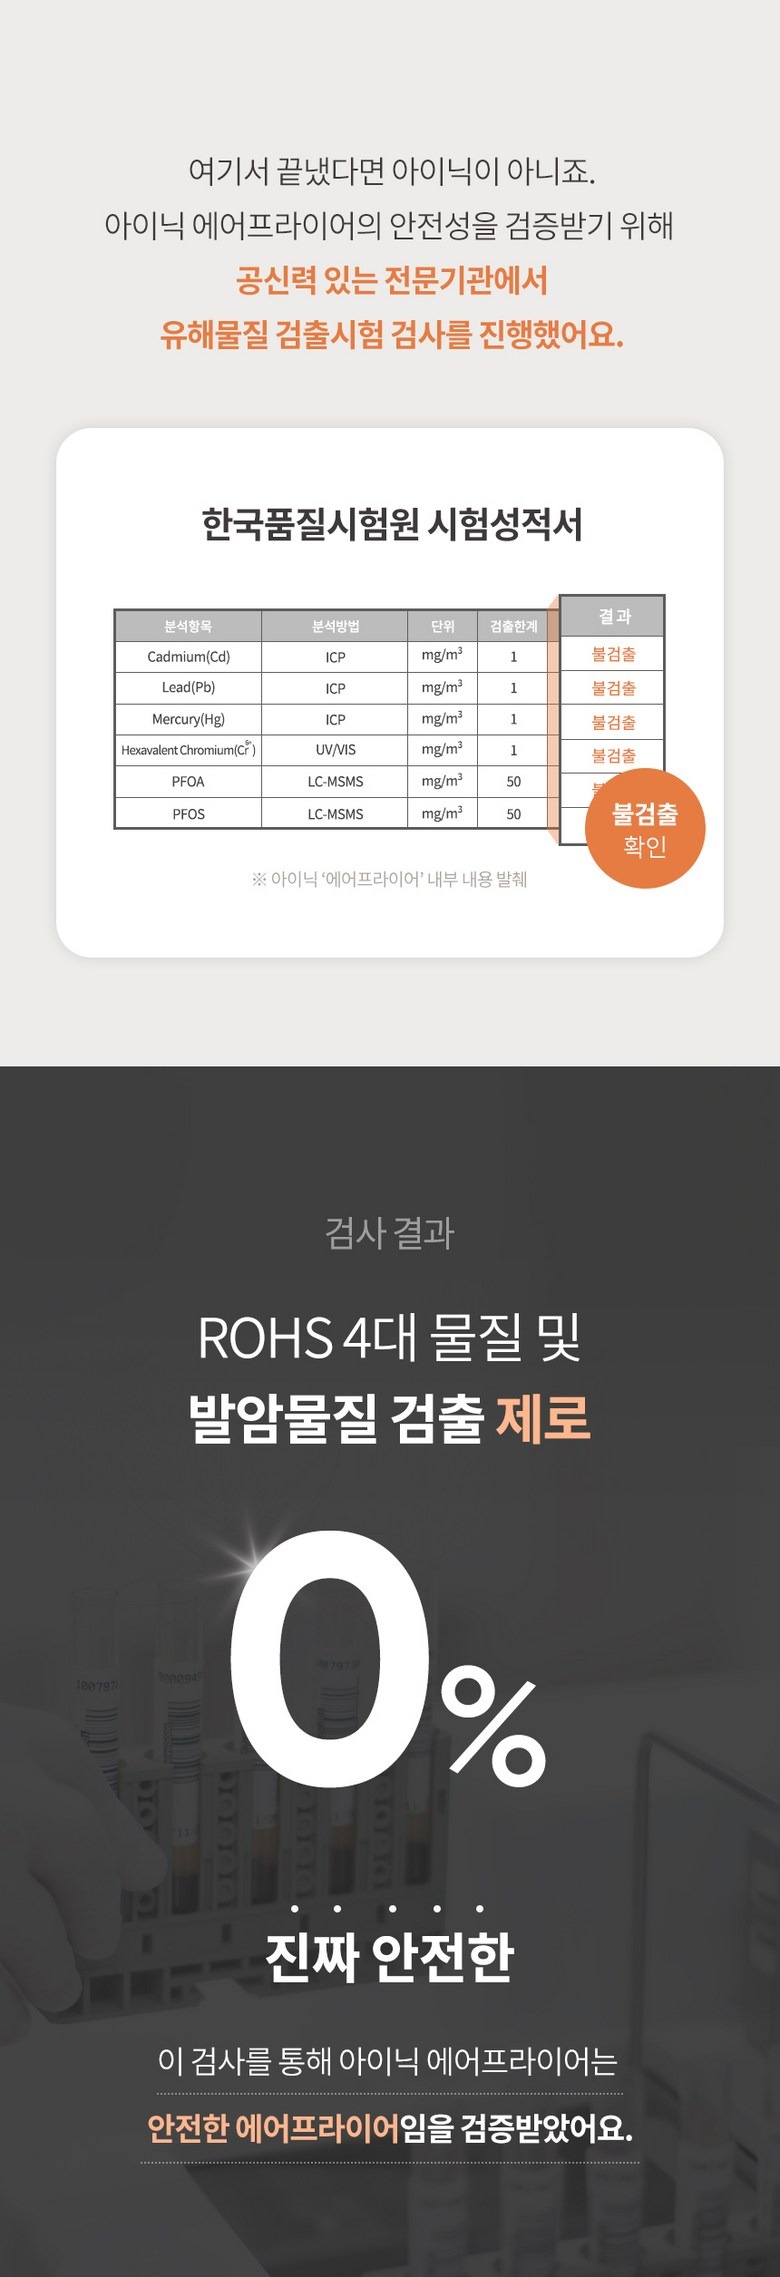 여기서 끝냈다면 아이닉이 아니죠.
아이닉 에어프라이어의 안전성을 검증받기 위해
공신력 있는 전문기관에서
유해물질 검출시험 검사를 진행했어요.
한국품질시험원 시험성적서
분석항목 분석방법 단위 검출한계 결과
Cadmium(Cd) ICP mg/m³ 1 불검출
Lead(Pb) ICP mg/m³ 1 불검출
Mercury(Hg) ICP mg/m³ 1 불검출
Hexavalent Chromium(Cr⁶⁺) UV/VIS mg/m³ 1 불검출
PFOA LC-MSMS mg/m³ 50
PFOS LC-MSMS mg/m³ 50
불검출
확인
※ 아이닉 ‘에어프라이어’ 내부 내용 발췌
검사 결과
ROHS 4대 물질 및
발암물질 검출 제로
0%
진짜 안전한
이 검사를 통해 아이닉 에어프라이어는
안전한 에어프라이어임을 검증받았어요.